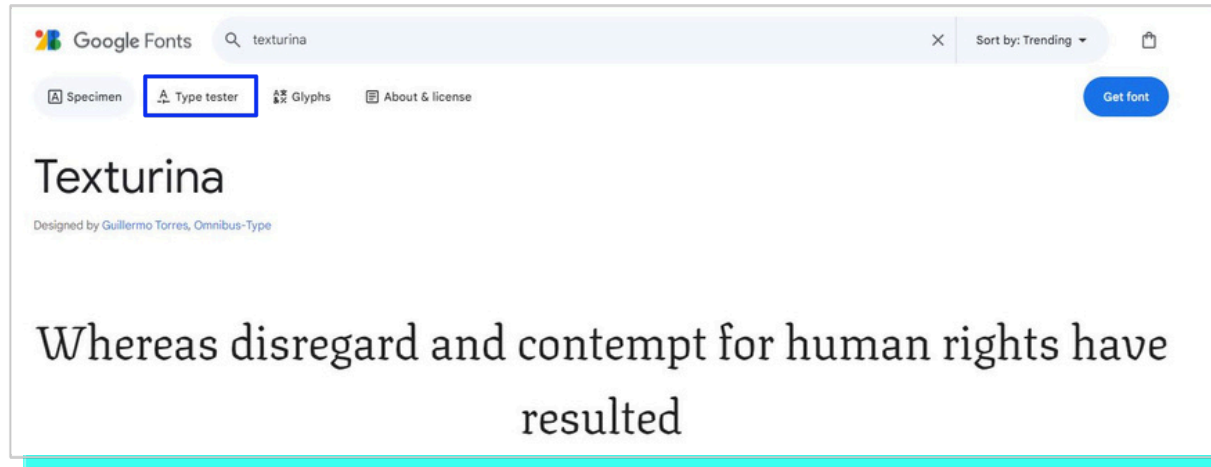 Google Fonts texturina Sort by: Trending
Specimen Type tester Glyphs About & license Get font
Texturina
Designed by Guillermo Torres, Omnibus-Type
Whereas disregard and contempt for human rights have
resulted